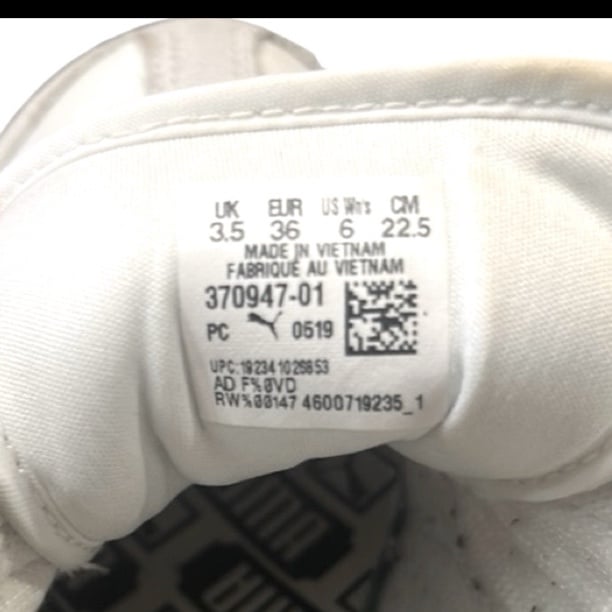 UK EUR US Wn's CM
3.5 36 6 22.5
MADE IN VIETNAM
FABRIQUÉ AU VIETNAM
370947-01
PC 0519
UPC:192341026853
AD F%0VD
RW%00147 4600719235_1
PUMA